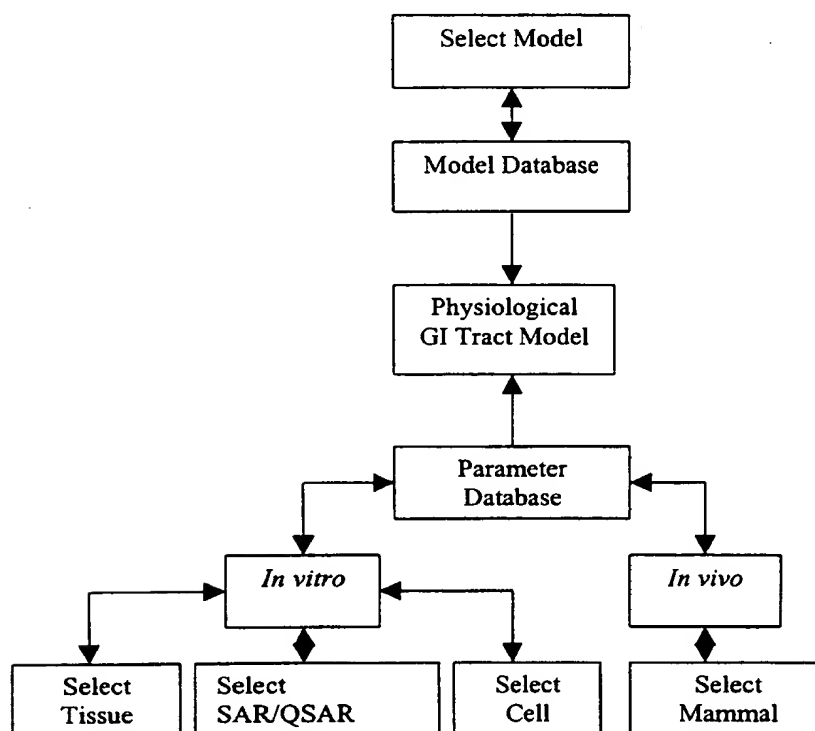 Select Model
Model Database
Physiological
GI Tract Model
Parameter
Database
In vitro
In vivo
Select
Tissue
Select
SAR/QSAR
Select
Cell
Select
Mammal